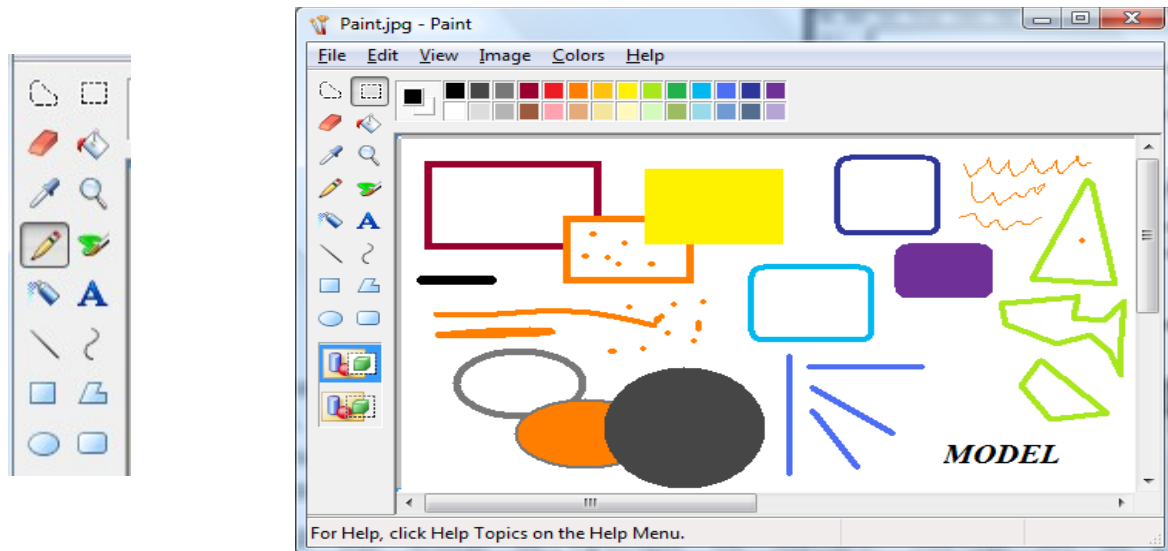 Paint.jpg - Paint
File Edit View Image Colors Help
A
A
MODEL
For Help, click Help Topics on the Help Menu.